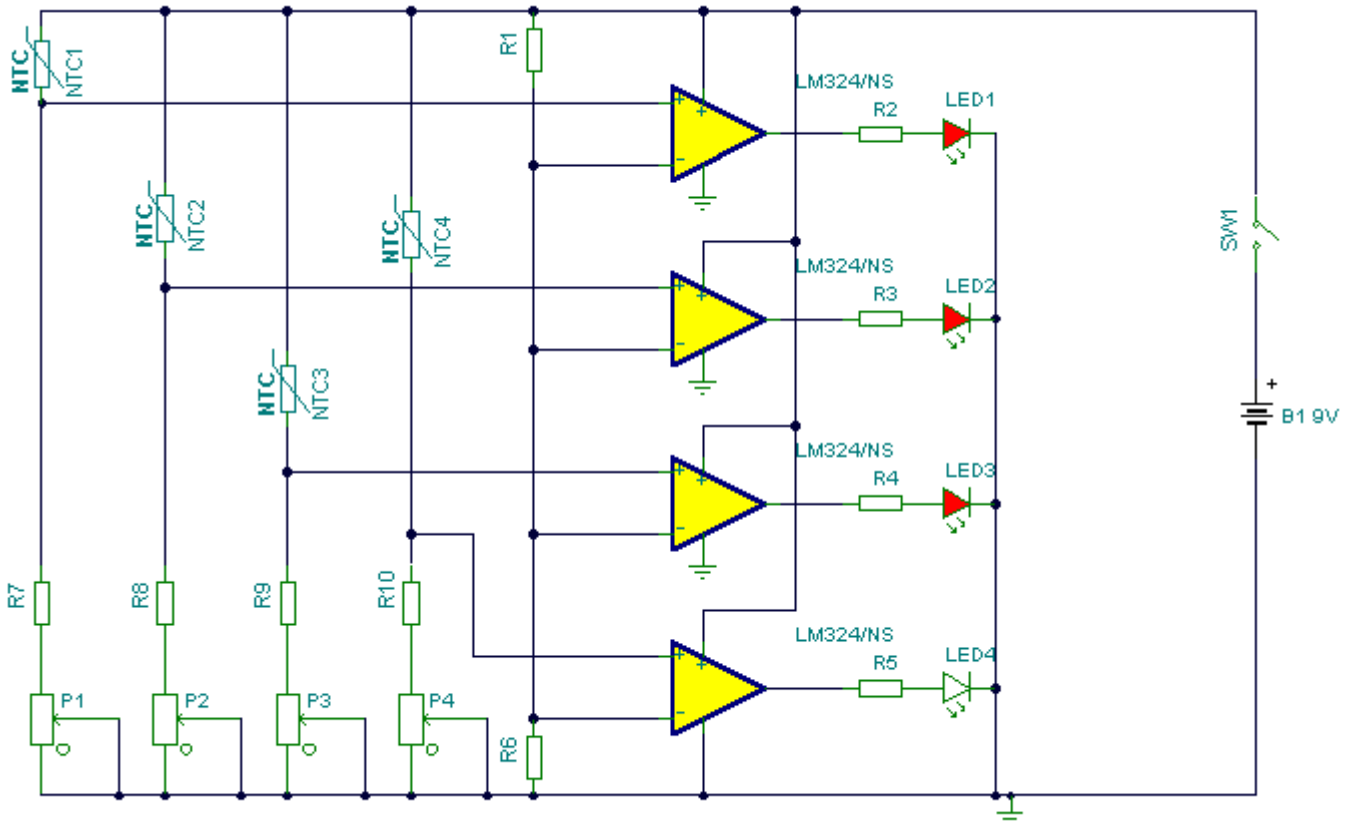 NTC
NTC1
R1
LM324/NS
R2
LED1
NTC
NTC2
NTC
NTC4
SW1
LM324/NS
R3
LED2
NTC
NTC3
+
B1 9V
LM324/NS
R4
LED3
R7
R8
R9
R10
LM324/NS
R5
LED4
P1
P2
P3
P4
R6